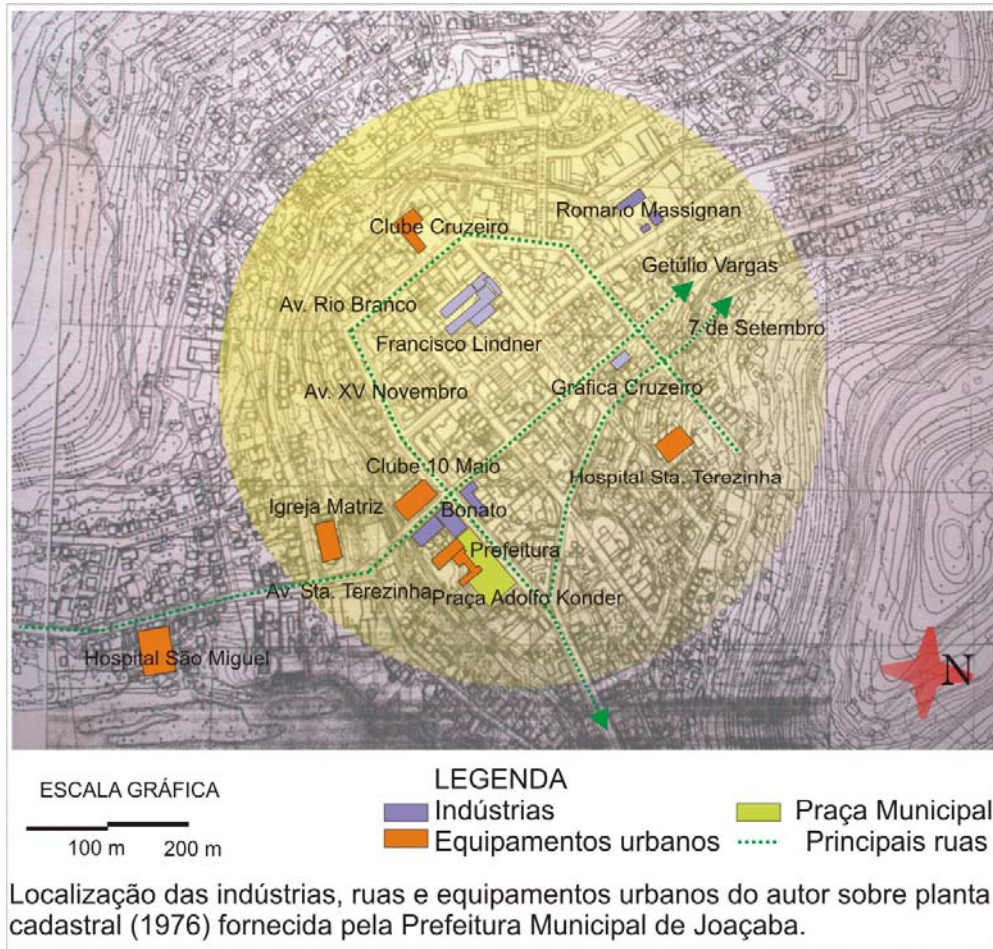 Romano Massignan
Clube Cruzeiro
Getúlio Vargas
Av. Rio Branco
7 de Setembro
Francisco Lindner
Gráfica Cruzeiro
Av. XV Novembro
Clube 10 Maio
Hospital Sta. Terezinha
Igreja Matriz
Bonato
Prefeitura
Av. Sta. Terezinha
Praça Adolfo Konder
Hospital São Miguel
N
ESCALA GRÁFICA
100 m 200 m
LEGENDA
Indústrias
Praça Municipal
Equipamentos urbanos
Principais ruas
Localização das indústrias, ruas e equipamentos urbanos do autor sobre planta
cadastral (1976) fornecida pela Prefeitura Municipal de Joaçaba.